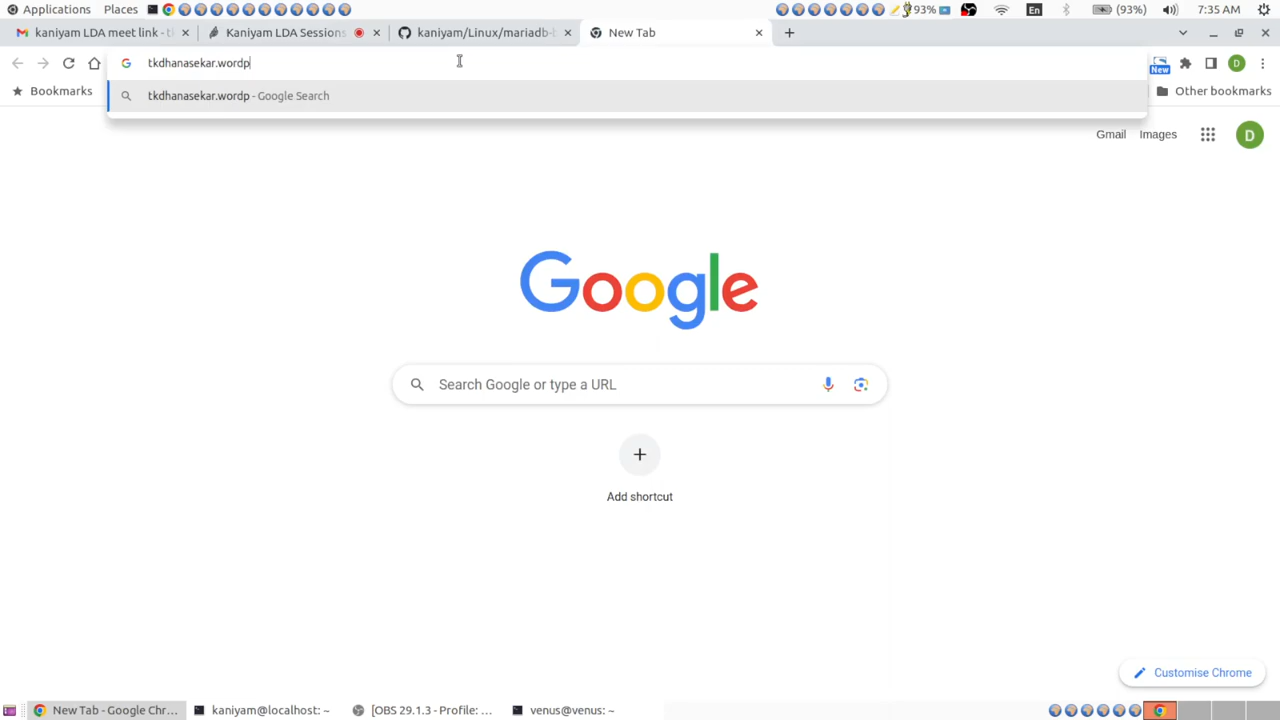 Applications Places 93% En (93%) 7:35 AM
kaniyam LDA meet link - t Kaniyam LDA Sessions kaniyam/Linux/mariadb- New Tab
tkdhanasekar.wordp New D
Bookmarks tkdhanasekar.wordp - Google Search Other bookmarks
Gmail Images D
Google
Search Google or type a URL
Add shortcut
Customise Chrome
New Tab - Google Chr... kaniyam@localhost: ~ [OBS 29.1.3 - Profile: ... venus@venus: ~